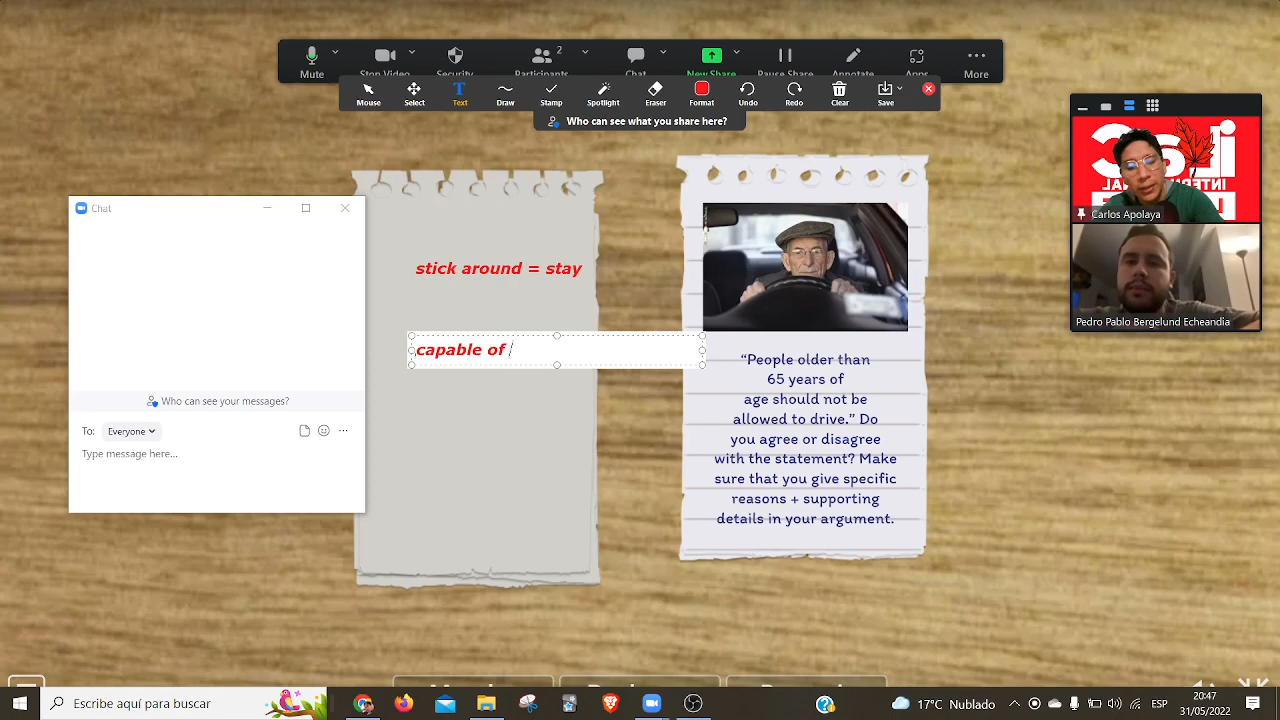 2
Mute
Stop Video
Security
Participants
Chat
New Share
Pause Share
Annotate
Apps
More
Mouse
Select
T
Text
Draw
Stamp
Spotlight
Eraser
Format
Undo
Redo
Clear
Save
Who can see what you share here?
Chat
Who can see your messages?
To: Everyone
Type message here...
stick around = stay
capable of
“People older than
65 years of
age should not be
allowed to drive.” Do
you agree or disagree
with the statement? Make
sure that you give specific
reasons + supporting
details in your argument.
Carlos Apolaya
Pedro Pablo Bergelund Echeandia
Escribe aquí para buscar
17°C Nublado
ESP
20:47
31/05/2022